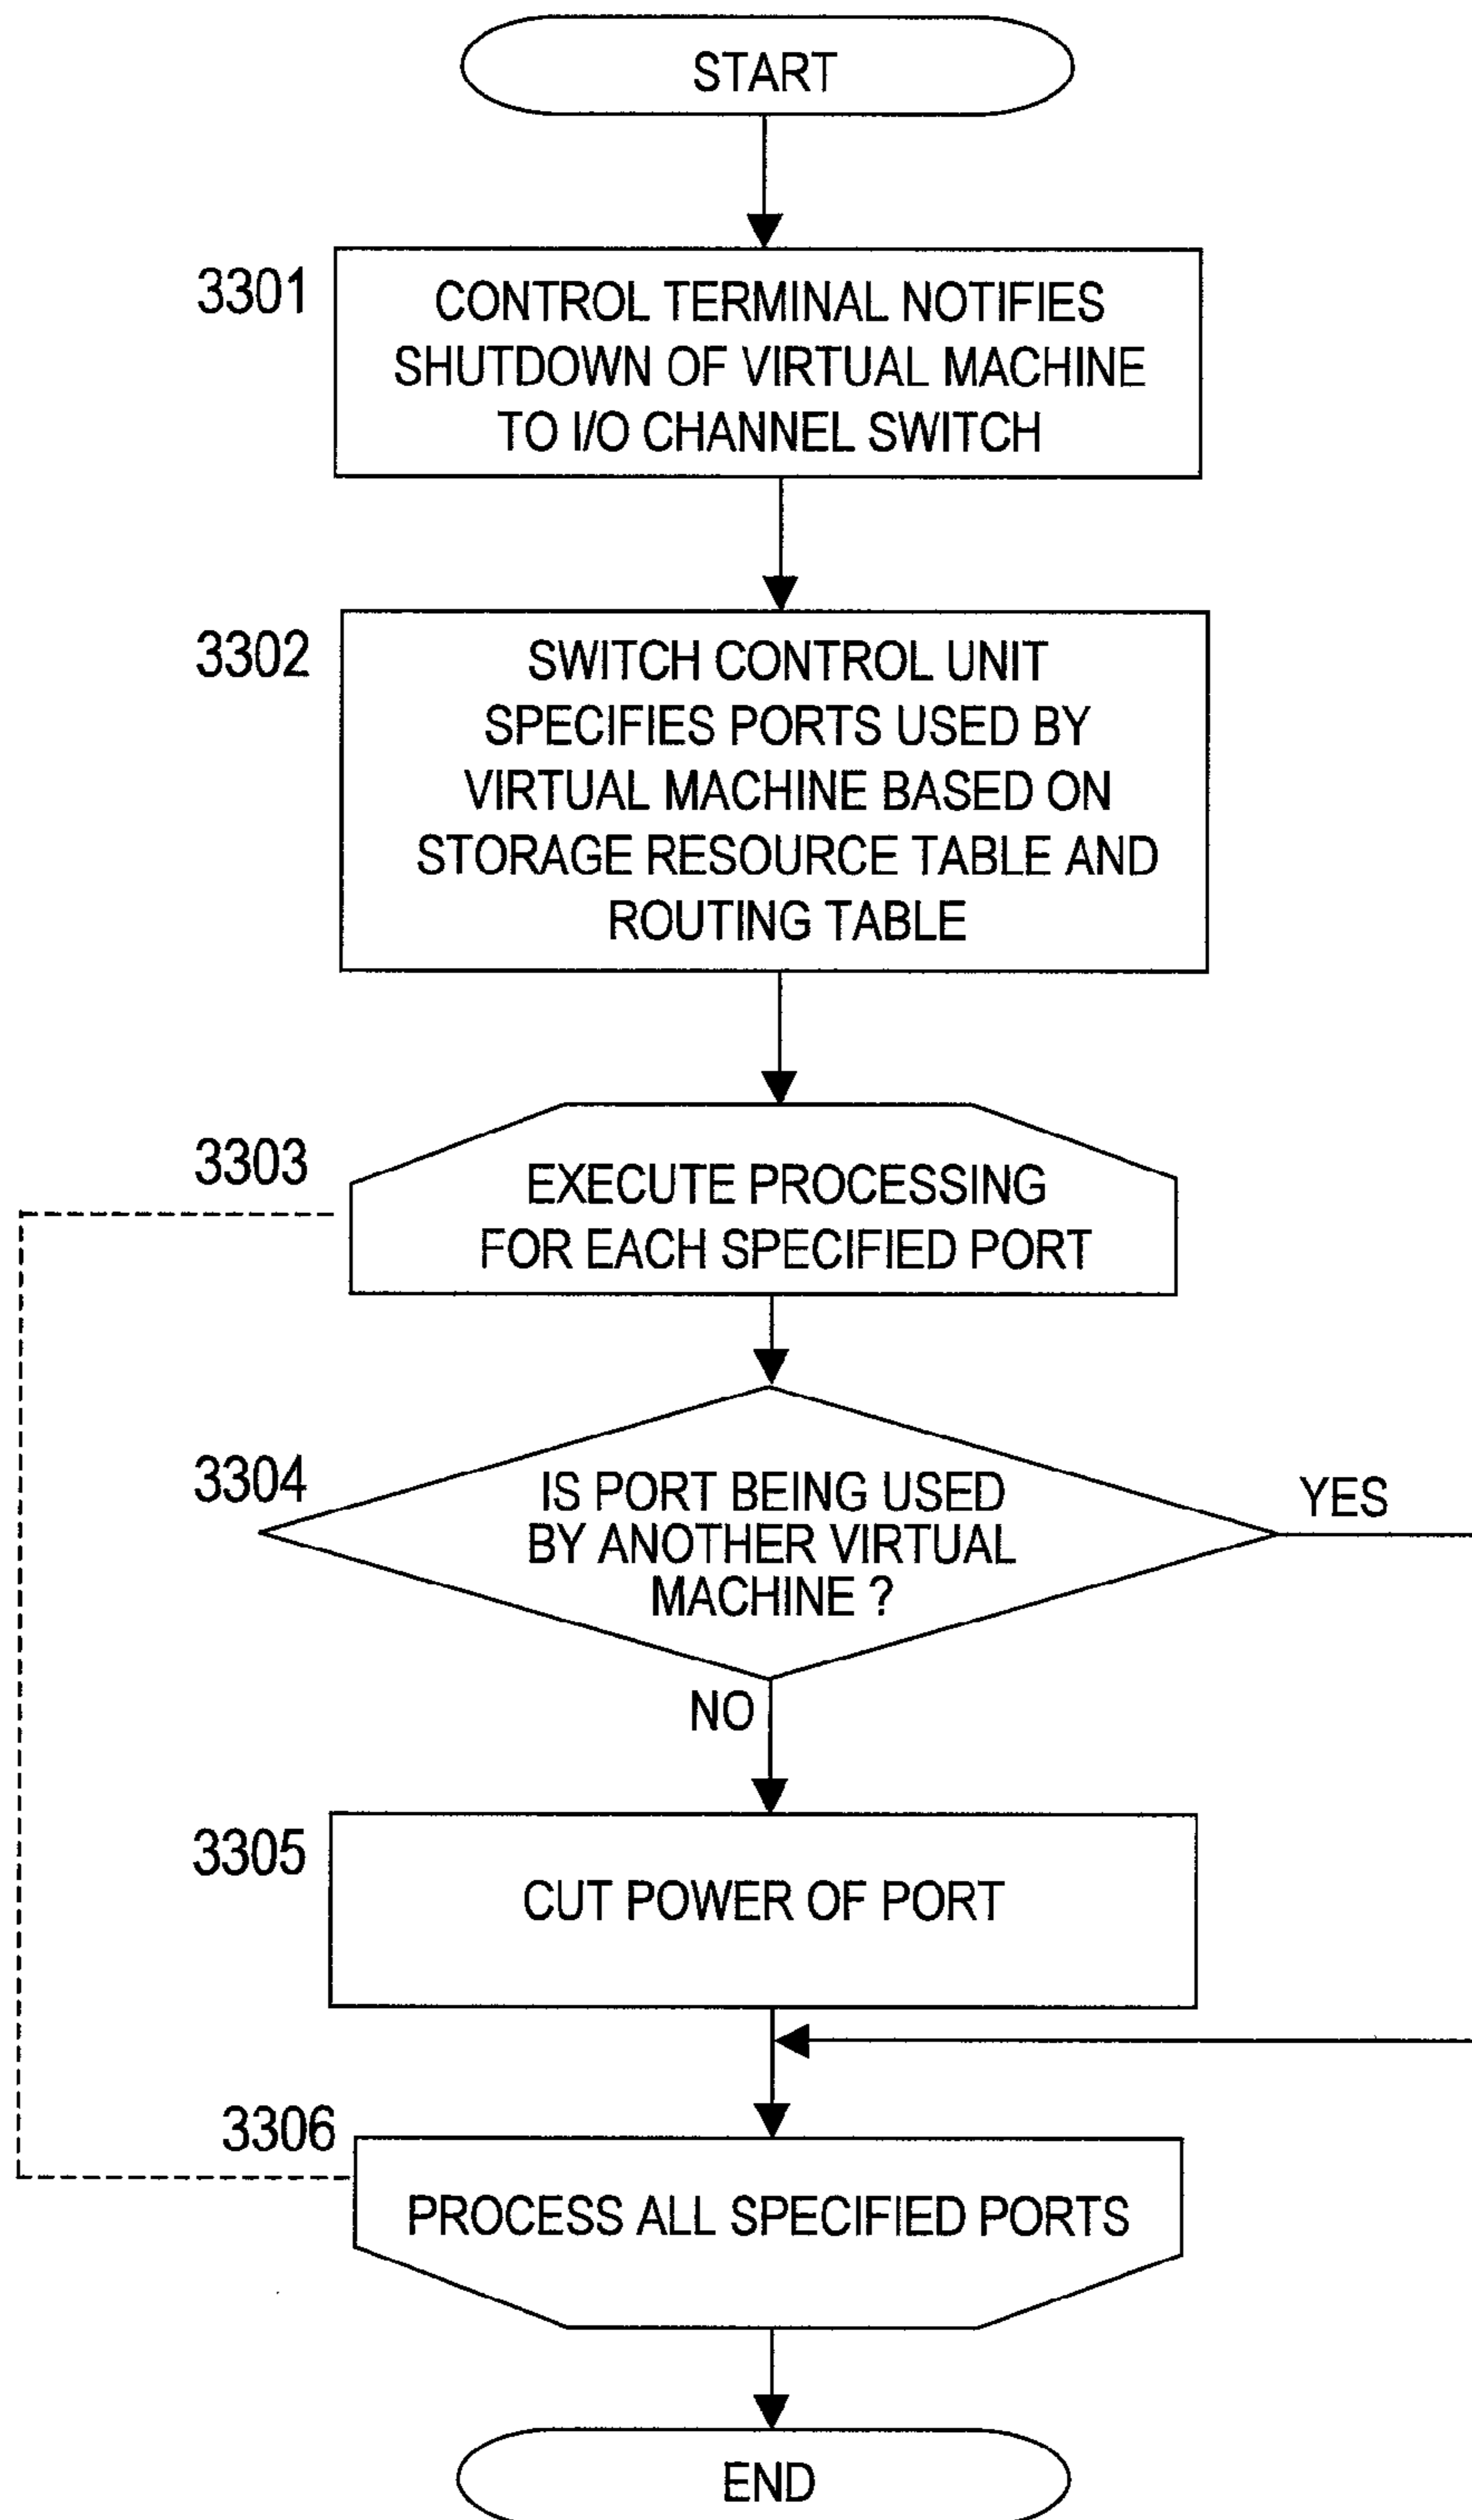 START
3301
CONTROL TERMINAL NOTIFIES
SHUTDOWN OF VIRTUAL MACHINE
TO I/O CHANNEL SWITCH
3302
SWITCH CONTROL UNIT
SPECIFIES PORTS USED BY
VIRTUAL MACHINE BASED ON
STORAGE RESOURCE TABLE AND
ROUTING TABLE
3303
EXECUTE PROCESSING
FOR EACH SPECIFIED PORT
3304
IS PORT BEING USED
BY ANOTHER VIRTUAL
MACHINE ?
YES
NO
3305
CUT POWER OF PORT
3306
PROCESS ALL SPECIFIED PORTS
END